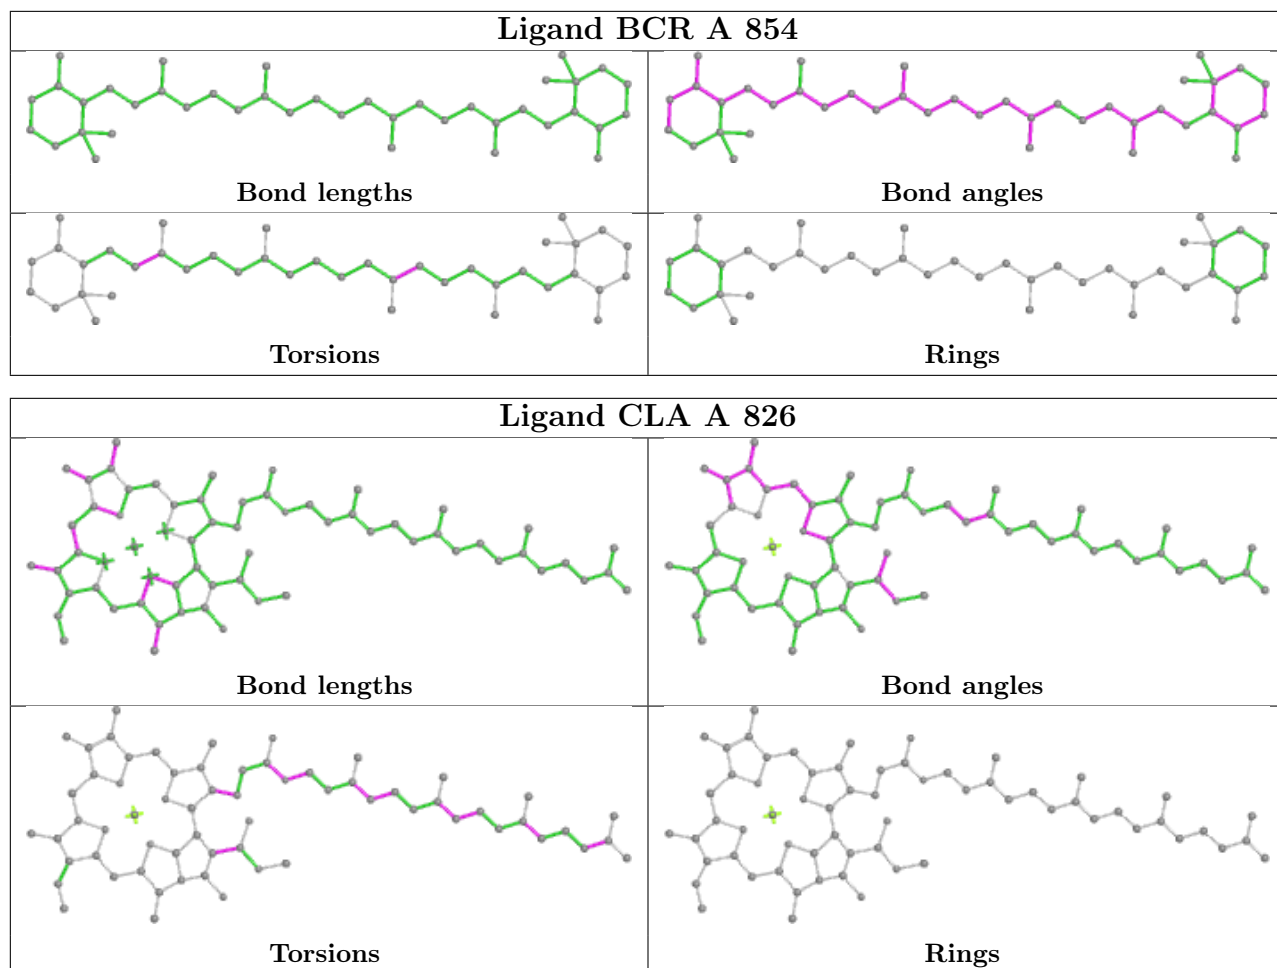 Ligand BCR A 854
Bond lengths
Bond angles
Torsions
Rings
Ligand CLA A 826
Bond lengths
Bond angles
Torsions
Rings